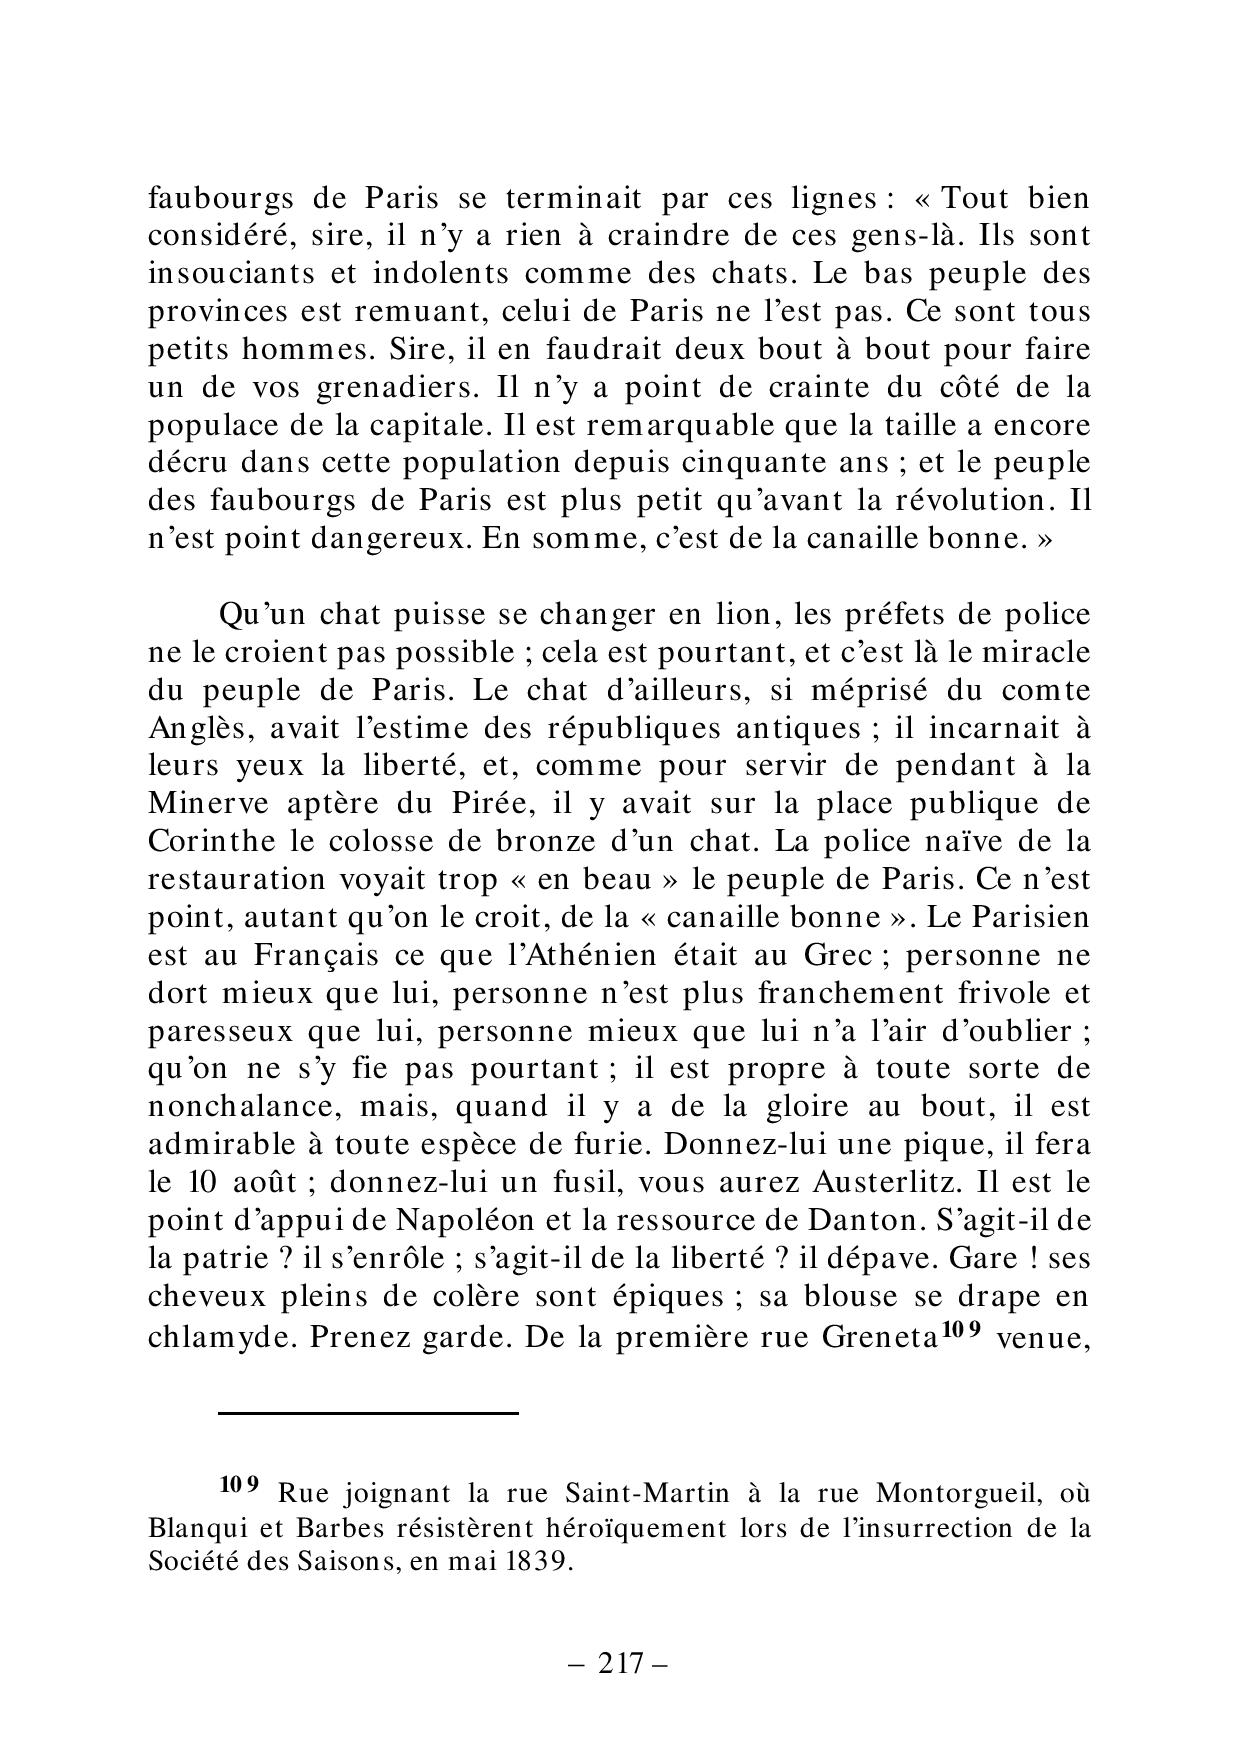 faubourgs de Paris se terminait par ces lignes : « Tout bien
considéré, sire, il n’y a rien à craindre de ces gens-là. Ils sont
insouciants et indolents comme des chats. Le bas peuple des
provinces est remuant, celui de Paris ne l’est pas. Ce sont tous
petits hommes. Sire, il en faudrait deux bout à bout pour faire
un de vos grenadiers. Il n’y a point de crainte du côté de la
populace de la capitale. Il est remarquable que la taille a encore
décru dans cette population depuis cinquante ans ; et le peuple
des faubourgs de Paris est plus petit qu’avant la révolution. Il
n’est point dangereux. En somme, c’est de la canaille bonne. »
Qu’un chat puisse se changer en lion, les préfets de police
ne le croient pas possible ; cela est pourtant, et c’est là le miracle
du peuple de Paris. Le chat d’ailleurs, si méprisé du comte
Anglès, avait l’estime des républiques antiques ; il incarnait à
leurs yeux la liberté, et, comme pour servir de pendant à la
Minerve aptère du Pirée, il y avait sur la place publique de
Corinthe le colosse de bronze d’un chat. La police naïve de la
restauration voyait trop « en beau » le peuple de Paris. Ce n’est
point, autant qu’on le croit, de la « canaille bonne ». Le Parisien
est au Français ce que l’Athénien était au Grec ; personne ne
dort mieux que lui, personne n’est plus franchement frivole et
paresseux que lui, personne mieux que lui n’a l’air d’oublier ;
qu’on ne s’y fie pas pourtant ; il est propre à toute sorte de
nonchalance, mais, quand il y a de la gloire au bout, il est
admirable à toute espèce de furie. Donnez-lui une pique, il fera
le 10 août ; donnez-lui un fusil, vous aurez Austerlitz. Il est le
point d’appui de Napoléon et la ressource de Danton. S’agit-il de
la patrie ? il s’enrôle ; s’agit-il de la liberté ? il dépave. Gare ! ses
cheveux pleins de colère sont épiques ; sa blouse se drape en
chlamyde. Prenez garde. De la première rue Greneta109 venue,
109 Rue joignant la rue Saint-Martin à la rue Montorgueil, où
Blanqui et Barbes résistèrent héroïquement lors de l’insurrection de la
Société des Saisons, en mai 1839.
– 217 –